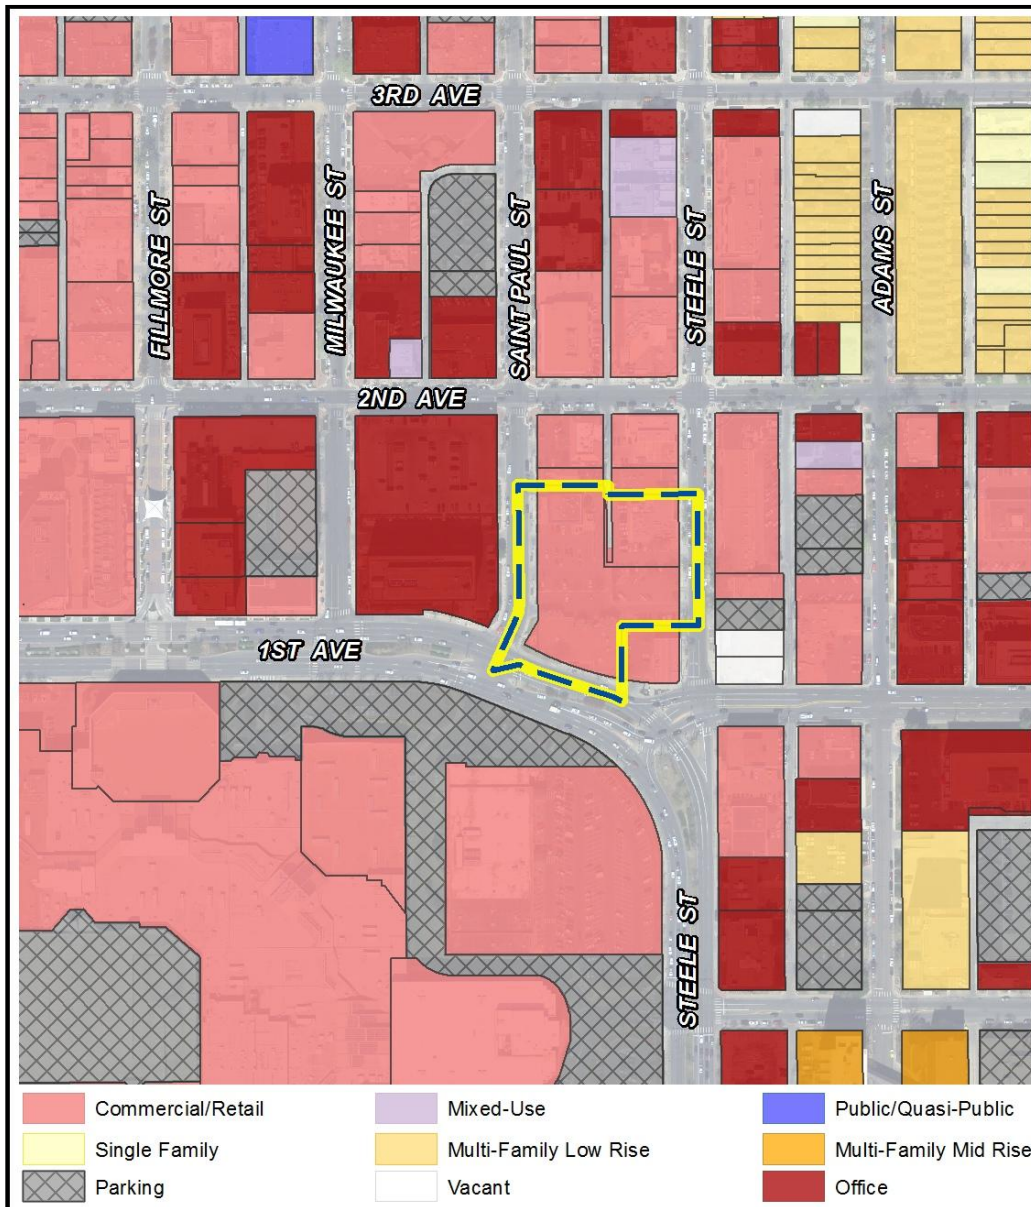 3RD AVE
FILLMORE ST
MILWAUKEE ST
SAINT PAUL ST
STEELE ST
ADAMS ST
2ND AVE
1ST AVE
STEELE ST
Commercial/Retail
Mixed-Use
Public/Quasi-Public
Single Family
Multi-Family Low Rise
Multi-Family Mid Rise
Parking
Vacant
Office